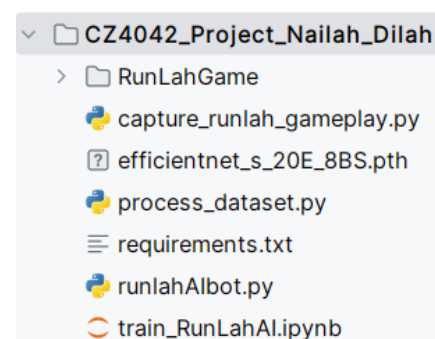 CZ4042_Project_Nailah_Dilah
RunLahGame
capture_runlah_gameplay.py
efficientnet_s_20E_8BS.pth
process_dataset.py
requirements.txt
runlahAIbot.py
train_RunLahAI.ipynb